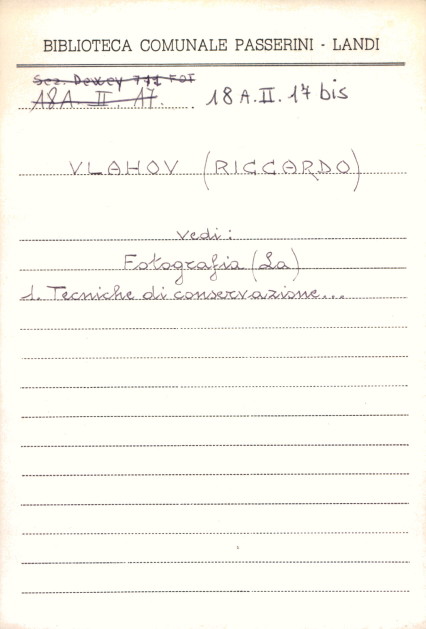 BIBLIOTECA COMUNALE PASSERINI - LANDI
Sez. Dewey 771 FOT
18A. II. 17. 18 A. II. 17 bis
VLAHOV (RICCARDO)
vedi:
Fotografia (La)
1. Tecniche di conservazione...